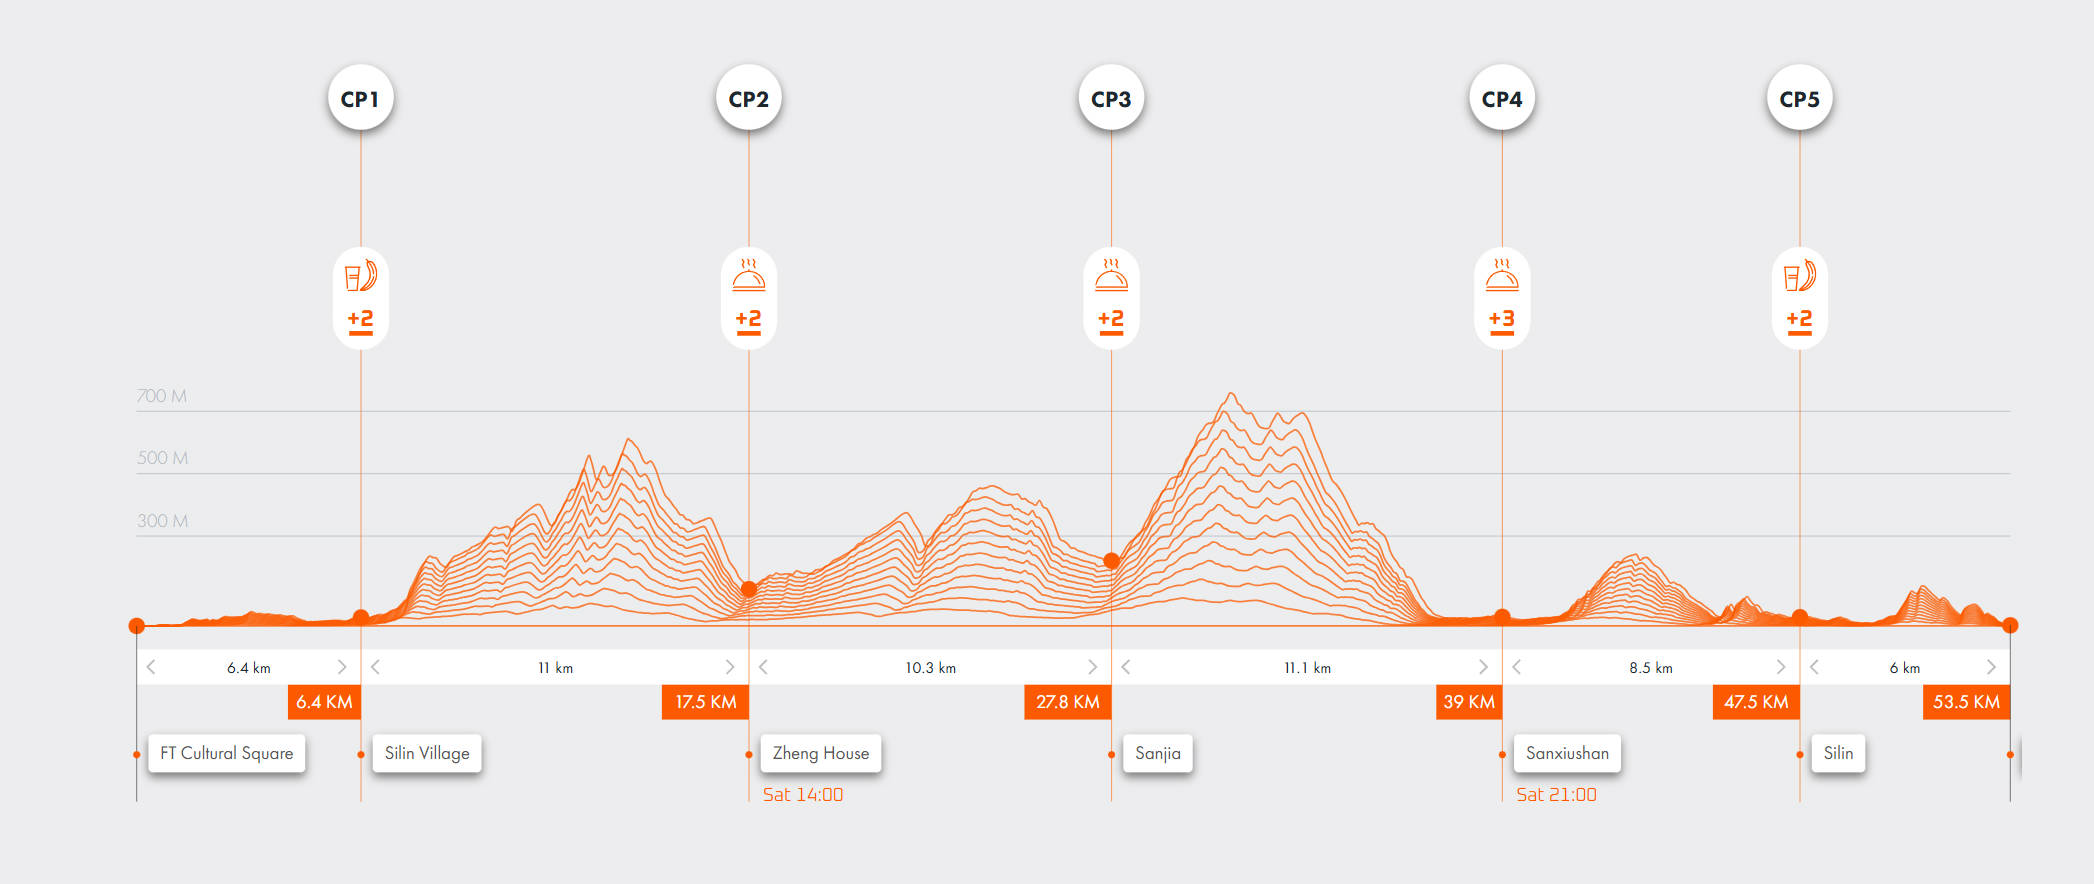 CP1
CP2
CP3
CP4
CP5
+2
+2
+2
+3
+2
700 M
500 M
300 M
6.4 km
11 km
10.3 km
11.1 km
8.5 km
6 km
6.4 KM
17.5 KM
27.8 KM
39 KM
47.5 KM
53.5 KM
FT Cultural Square
Silin Village
Zheng House
Sanjia
Sanxiushan
Silin
Sat 14:00
Sat 21:00